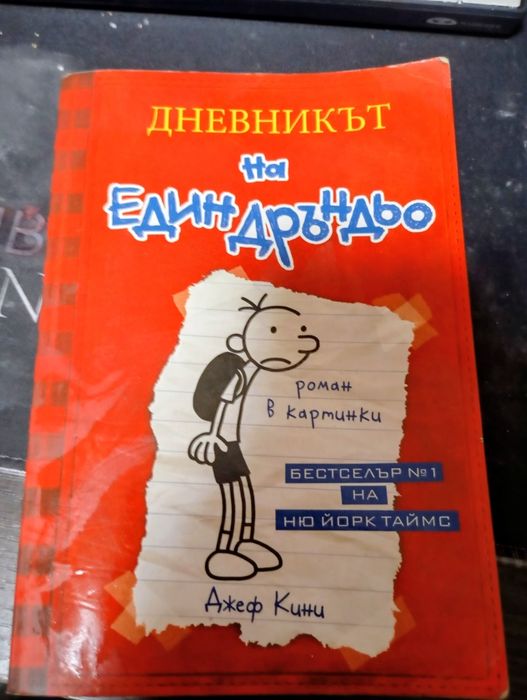 ДНЕВНИКЪТ
на
ЕДИН ДРЪНДЬО
роман
в картинки
БЕСТСЕЛЪР №1
НА
НЮ ЙОРК ТАЙМС
Джеф Кини